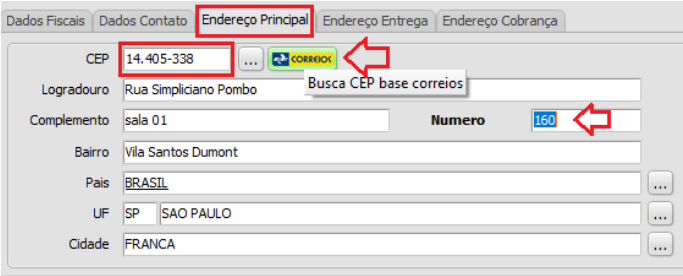 Dados Fiscais Dados Contato Endereço Principal Endereço Entrega Endereço Cobrança
CEP 14.405-338 ... CORREIOS
Busca CEP base correios
Logradouro Rua Simpliciano Pombo
Complemento sala 01 Numero 160
Bairro Vila Santos Dumont
Pais BRASIL ...
UF SP SAO PAULO ...
Cidade FRANCA ...